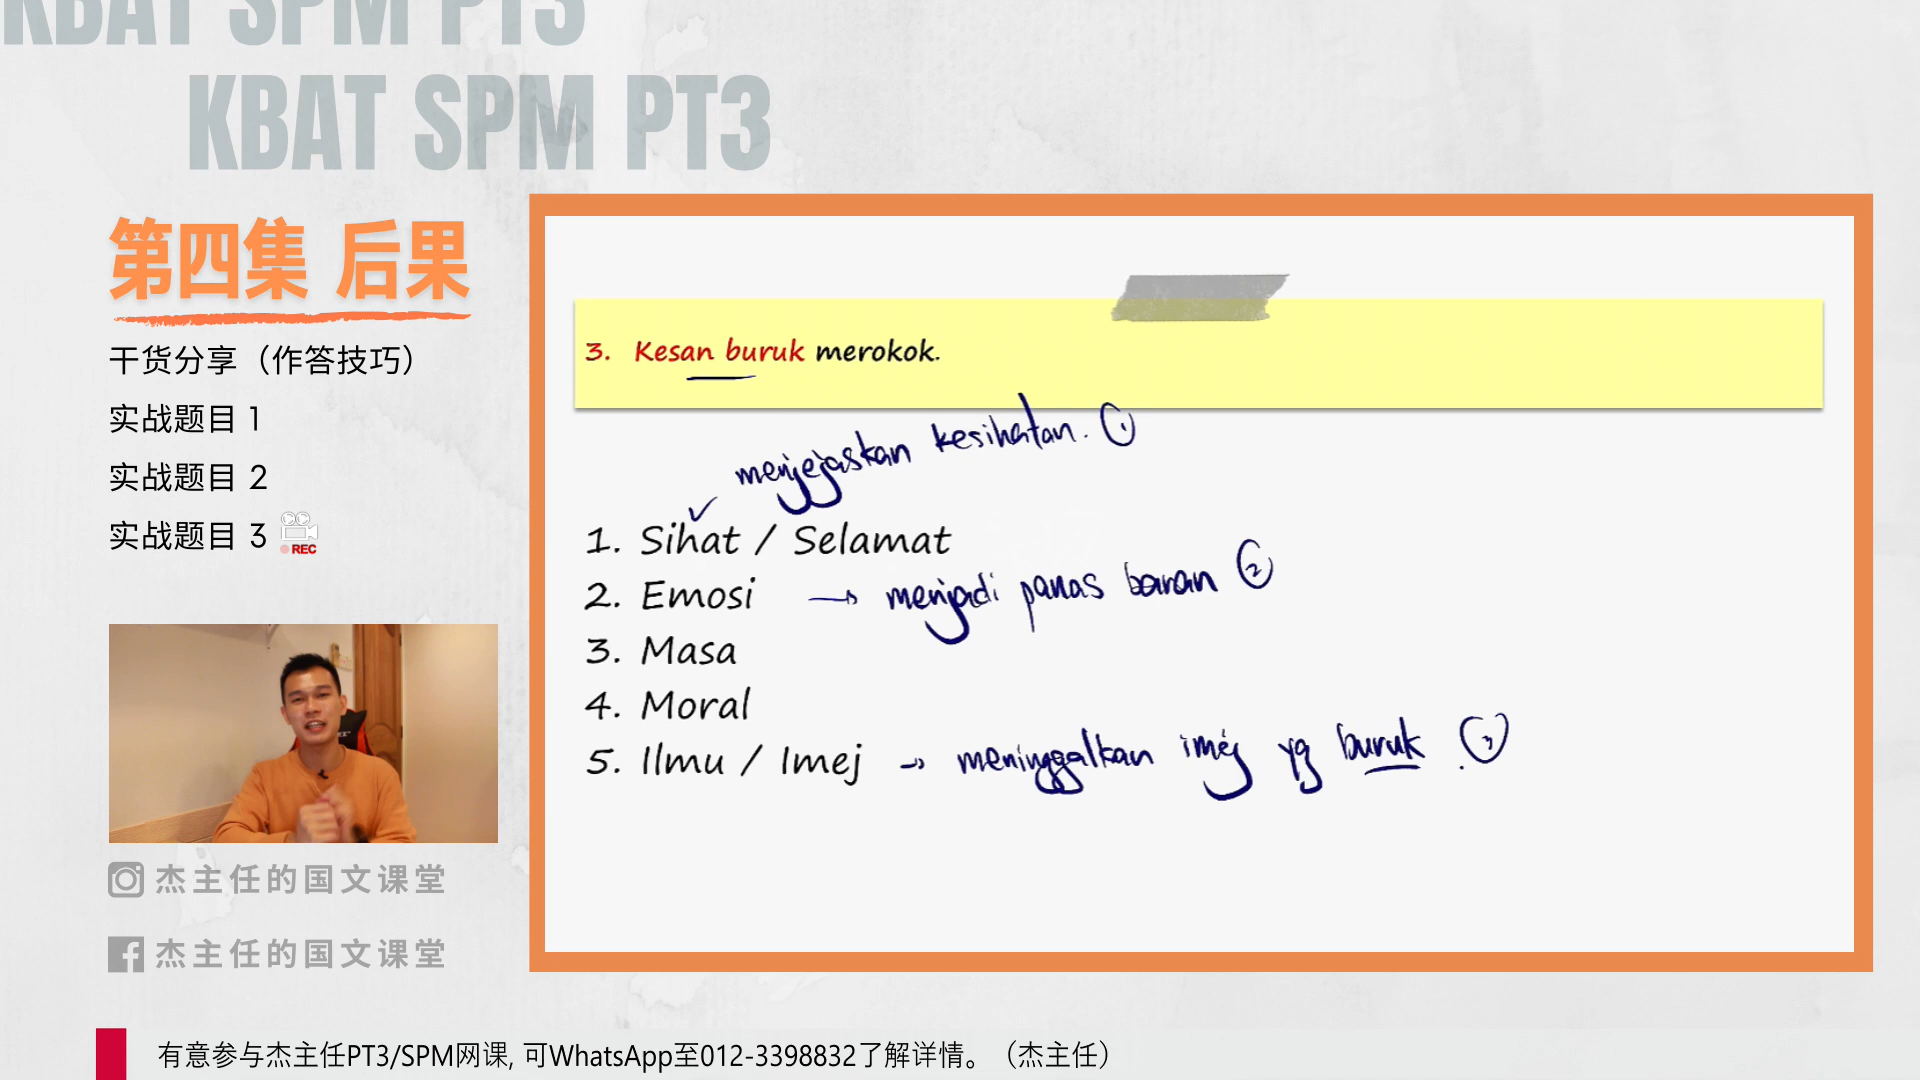 KBAT SPM PT3
KBAT SPM PT3
第四集 后果
干货分享（作答技巧）
实战题目 1
实战题目 2
实战题目 3
REC
杰主任的国文课堂
杰主任的国文课堂
3. Kesan buruk merokok.
menjejaskan kesihatan. ①
1. Sihat / Selamat
2. Emosi → menjadi panas baran ②
3. Masa
4. Moral
5. Ilmu / Imej → meninggalkan imej yg buruk. ③
有意参与杰主任PT3/SPM网课, 可WhatsApp至012-3398832了解详情。（杰主任）